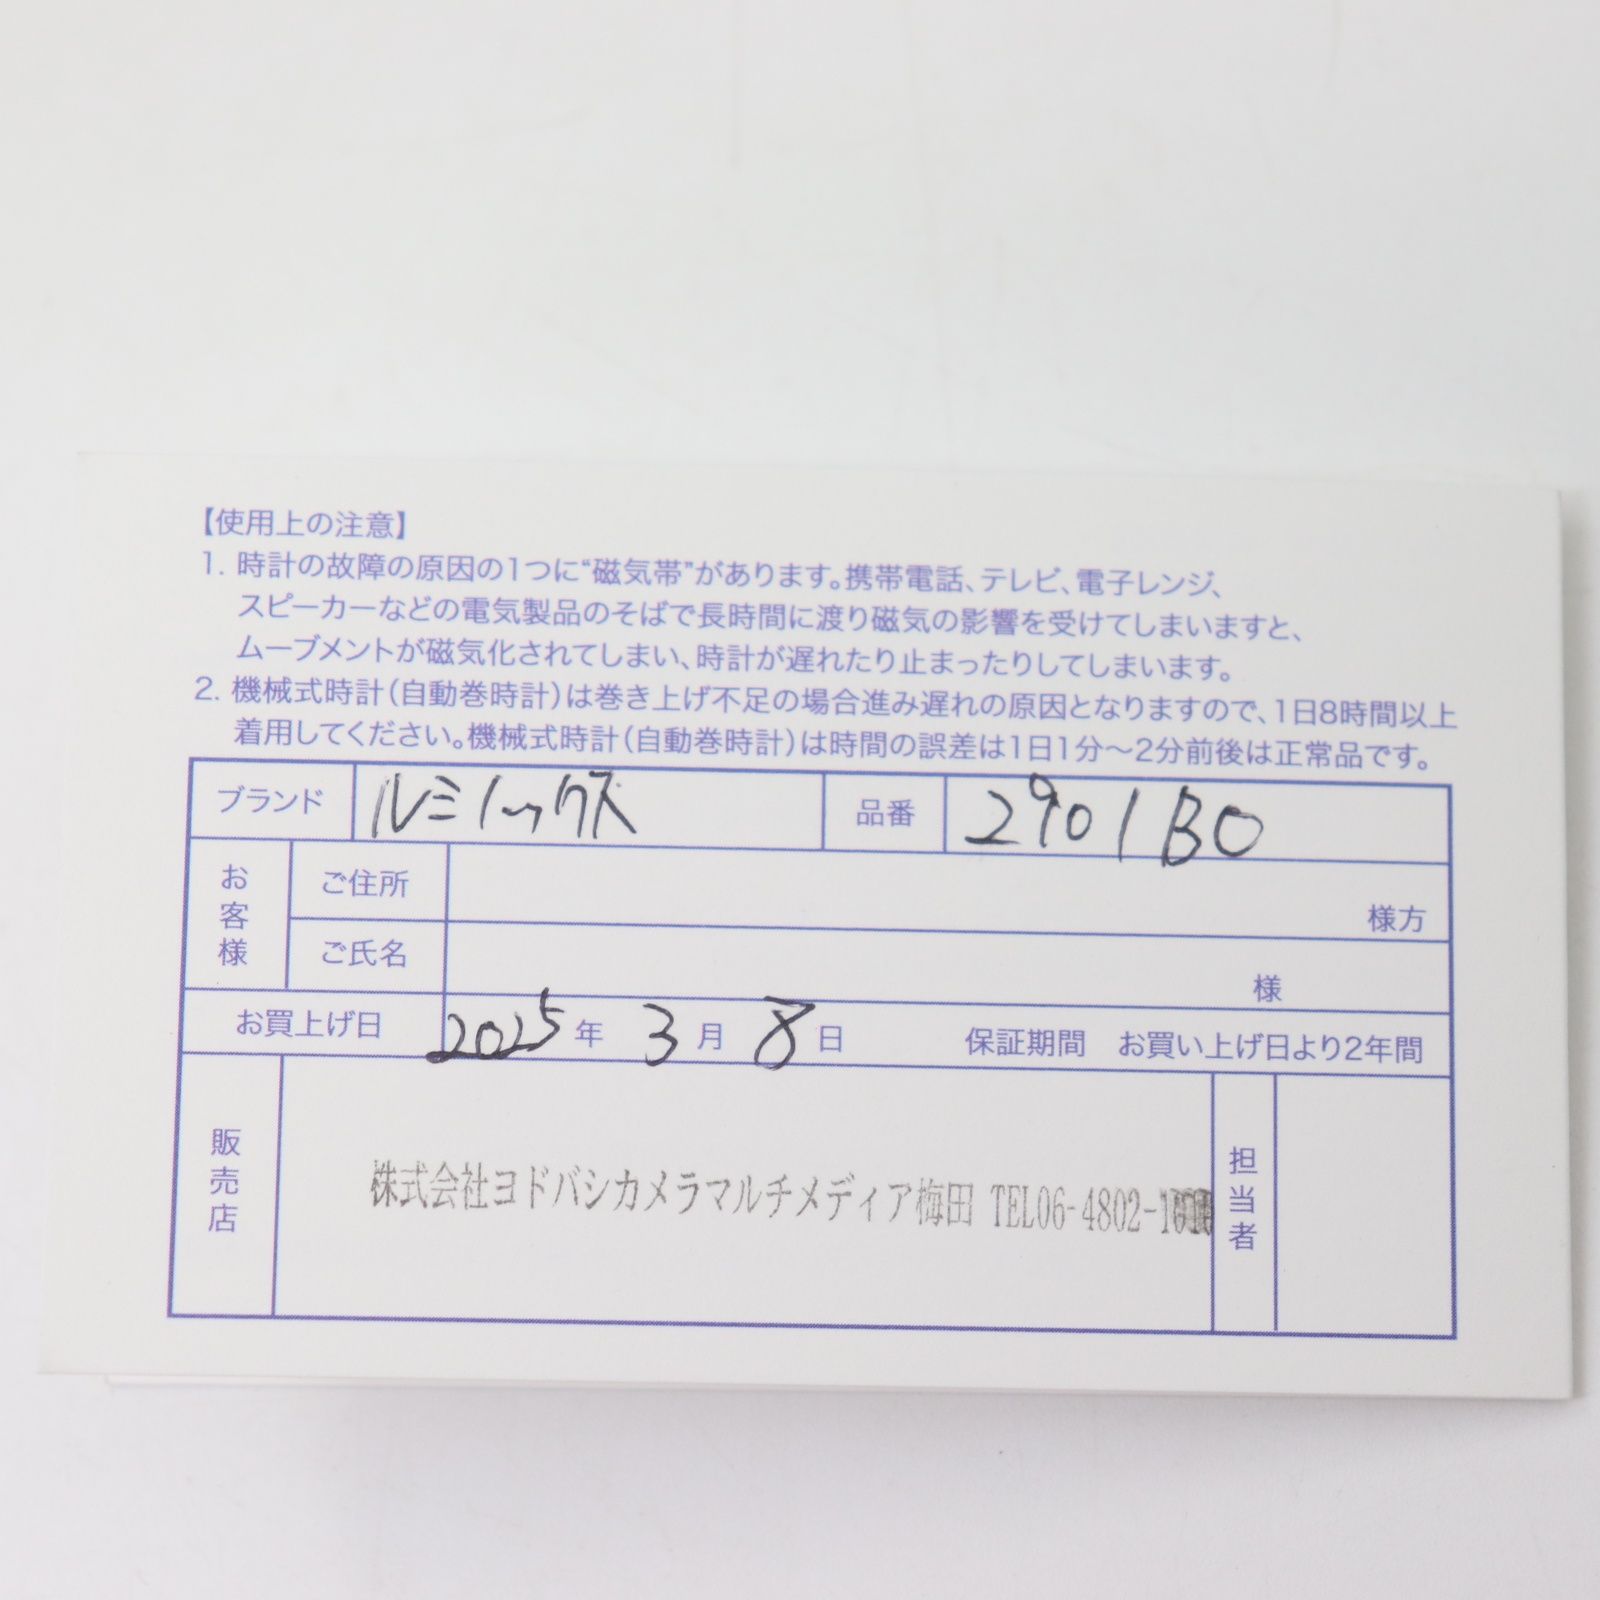 【使用上の注意】
1. 時計の故障の原因の1つに“磁気帯”があります。携帯電話、テレビ、電子レンジ、
スピーカーなどの電気製品のそばで長時間に渡り磁気の影響を受けてしまいますと、
ムーブメントが磁気化されてしまい、時計が遅れたり止まったりしてしまいます。
2. 機械式時計(自動巻時計)は巻き上げ不足の場合進み遅れの原因となりますので、1日8時間以上
着用してください。機械式時計(自動巻時計)は時間の誤差は1日1分〜2分前後は正常品です。
ブランド ルミノックス 品番 2901BO
お客様
ご住所 様方
ご氏名 様
お買上げ日 2025年 3月 8日 保証期間 お買い上げ日より2年間
販売店 株式会社ヨドバシカメラマルチメディア梅田 TEL06-4802- 担当者